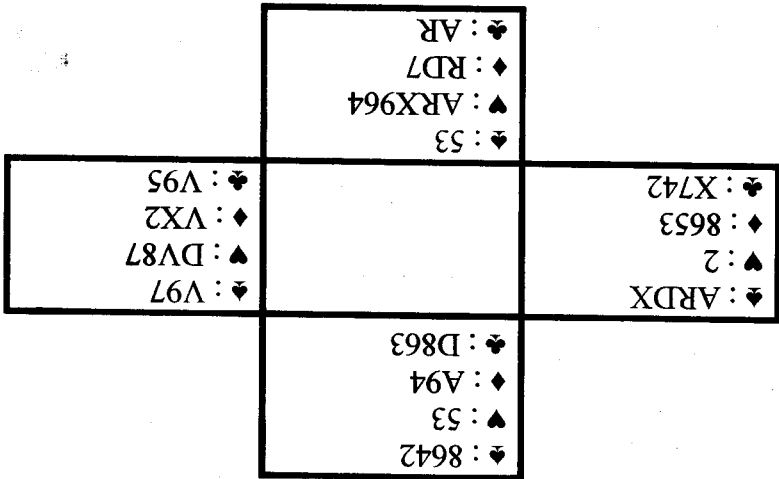 ♠ : 8642
♥ : 53
♦ : A94
♣ : D863
♠ : ARDX
♥ : 2
♦ : 8653
♣ : X742
♠ : V97
♥ : DV87
♦ : VX2
♣ : V95
♠ : 53
♥ : ARX964
♦ : RD7
♣ : AR